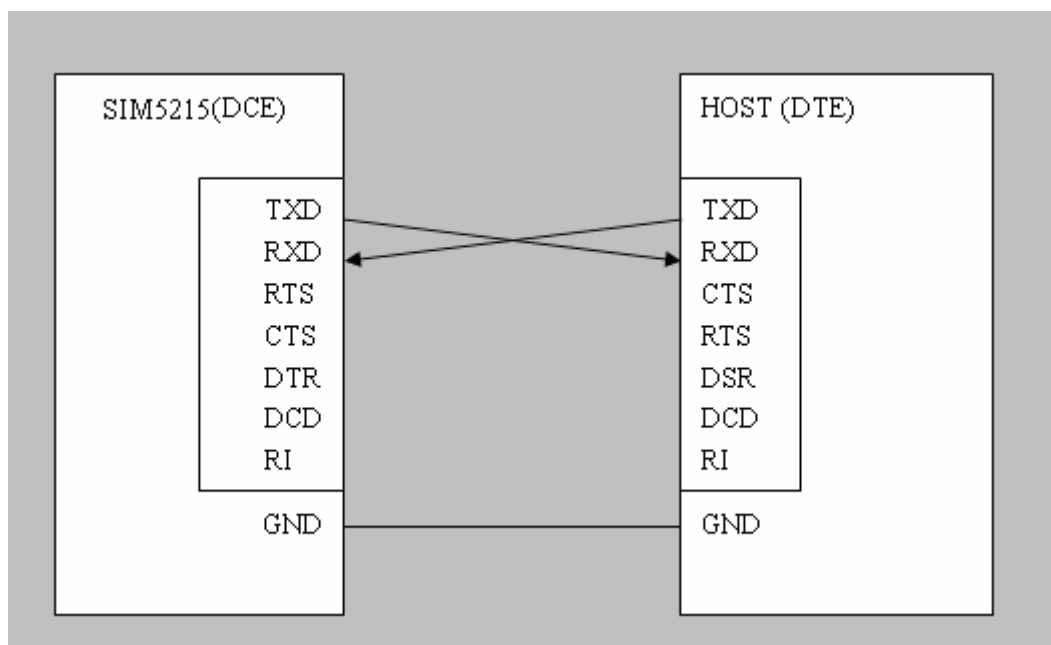 SIM5215(DCE)
TXD
RXD
RTS
CTS
DTR
DCD
RI
GND
HOST (DTE)
TXD
RXD
CTS
RTS
DSR
DCD
RI
GND